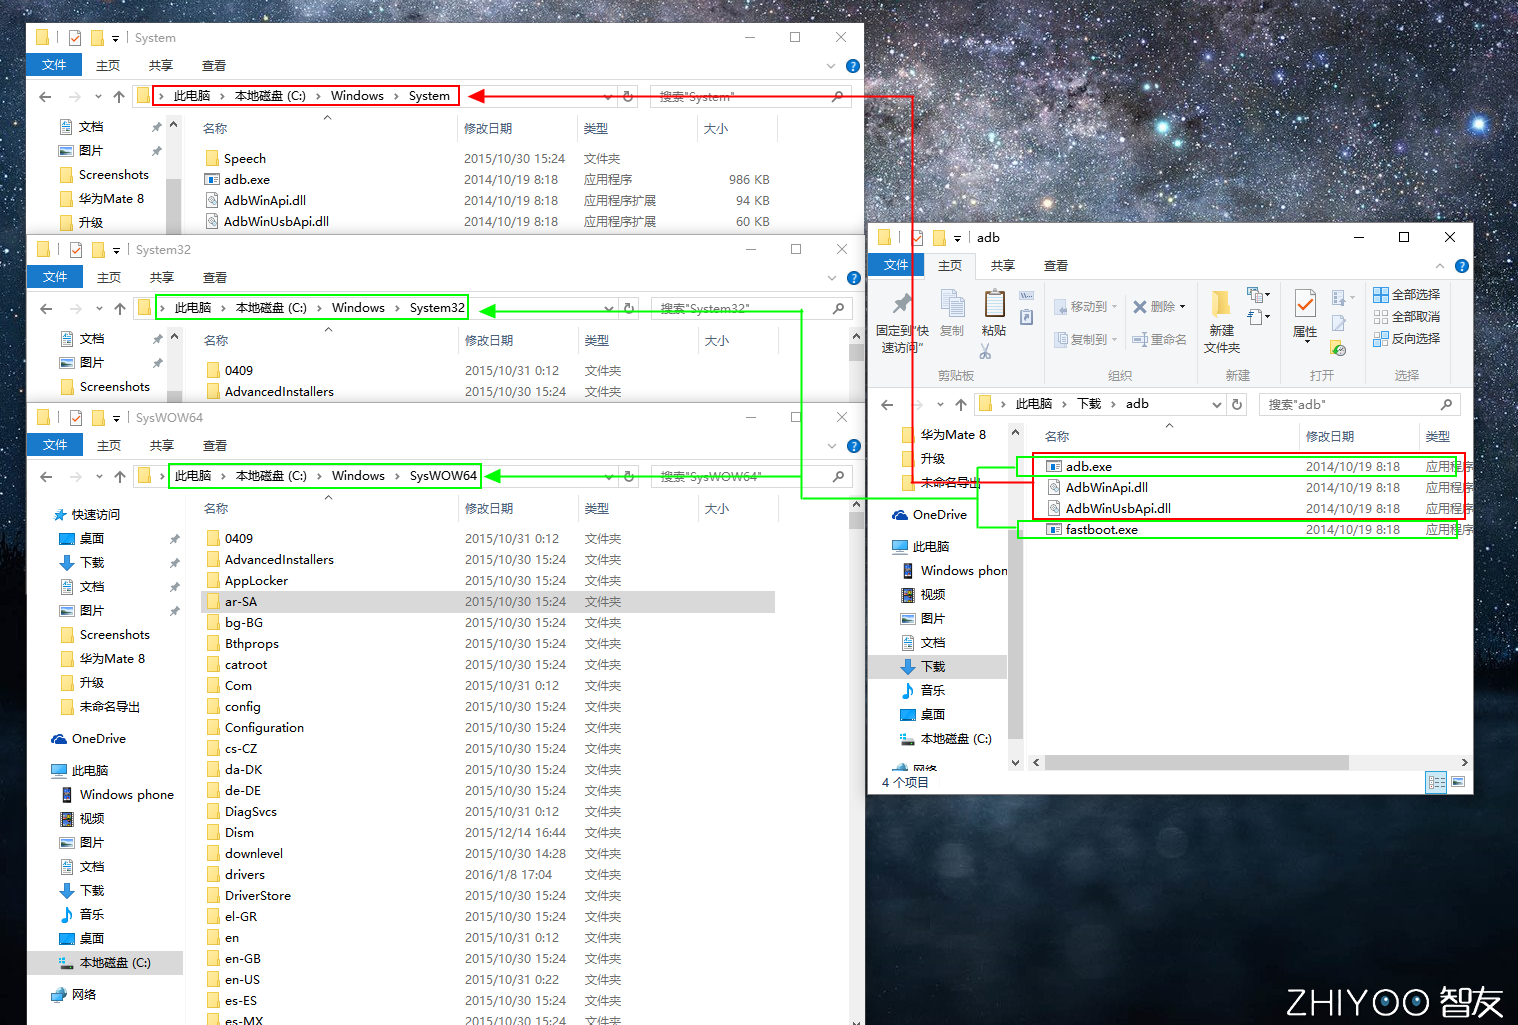 System
文件 主页 共享 查看
此电脑 本地磁盘 (C:) Windows System 搜索"System"
文档
图片
Screenshots
华为Mate 8
升级
名称 修改日期 类型 大小
Speech 2015/10/30 15:24 文件夹
adb.exe 2014/10/19 8:18 应用程序 986 KB
AdbWinApi.dll 2014/10/19 8:18 应用程序扩展 94 KB
AdbWinUsbApi.dll 2014/10/19 8:18 应用程序扩展 60 KB
System32
文件 主页 共享 查看
此电脑 本地磁盘 (C:) Windows System32 搜索"System32"
文档
图片
Screenshots
名称 修改日期 类型 大小
0409 2015/10/31 0:12 文件夹
AdvancedInstallers 2015/10/30 15:24 文件夹
SysWOW64
文件 主页 共享 查看
此电脑 本地磁盘 (C:) Windows SysWOW64 搜索"SysWOW64"
快速访问
桌面
下载
文档
图片
Screenshots
华为Mate 8
升级
未命名导出
OneDrive
此电脑
Windows phone
视频
图片
文档
下载
音乐
桌面
本地磁盘 (C:)
网络
名称 修改日期 类型 大小
0409 2015/10/31 0:12 文件夹
AdvancedInstallers 2015/10/30 15:24 文件夹
AppLocker 2015/10/30 15:24 文件夹
ar-SA 2015/10/30 15:24 文件夹
bg-BG 2015/10/30 15:24 文件夹
Bthprops 2015/10/30 15:24 文件夹
catroot 2015/10/30 15:24 文件夹
Com 2015/10/31 0:12 文件夹
config 2015/10/30 15:24 文件夹
Configuration 2015/10/30 15:24 文件夹
cs-CZ 2015/10/30 15:24 文件夹
da-DK 2015/10/30 15:24 文件夹
de-DE 2015/10/30 15:24 文件夹
DiagSvcs 2015/10/31 0:12 文件夹
Dism 2015/12/14 16:44 文件夹
downlevel 2015/10/30 14:28 文件夹
drivers 2016/1/8 17:04 文件夹
DriverStore 2015/10/30 15:24 文件夹
el-GR 2015/10/30 15:24 文件夹
en 2015/10/31 0:12 文件夹
en-GB 2015/10/30 15:24 文件夹
en-US 2015/10/31 0:22 文件夹
es-ES 2015/10/30 15:24 文件夹
es-MX 2015/10/30 15:24 文件夹
adb
文件 主页 共享 查看
固定到"快速访问"
复制
粘贴
剪贴板
移动到 删除
复制到 重命名
组织
新建
文件夹
新建
属性
打开
全部选择
全部取消
反向选择
选择
此电脑 下载 adb 搜索"adb"
华为Mate 8
升级
未命名导出
OneDrive
此电脑
Windows phon
视频
图片
文档
下载
音乐
桌面
本地磁盘 (C:)
网络
名称 修改日期 类型
adb.exe 2014/10/19 8:18 应用程序
AdbWinApi.dll 2014/10/19 8:18 应用程序
AdbWinUsbApi.dll 2014/10/19 8:18 应用程序
fastboot.exe 2014/10/19 8:18 应用程序
4 个项目
ZHIYOO 智友